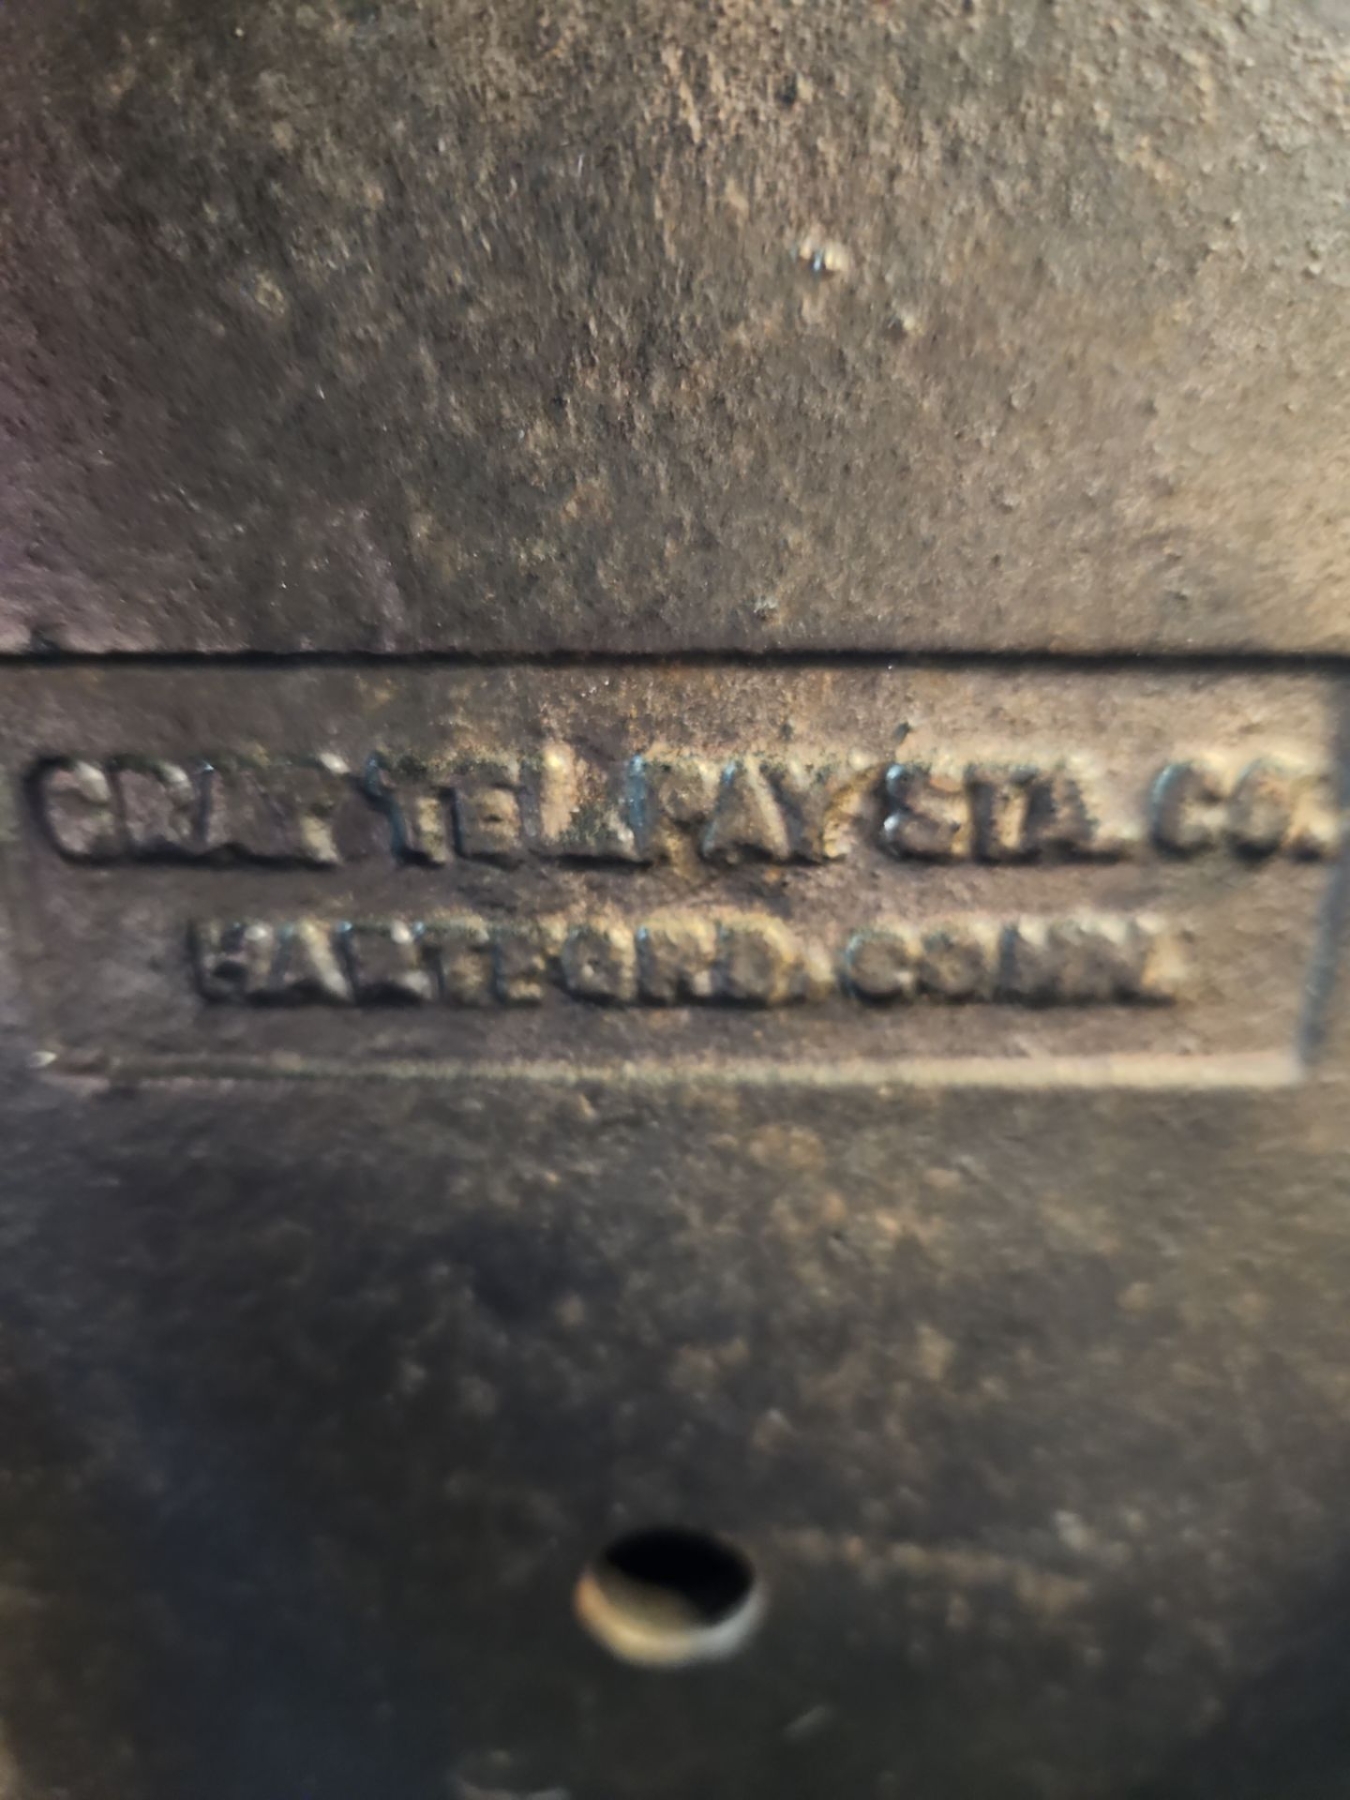 GRAY TEL. PAY STA. CO.
HARTFORD. CONN.